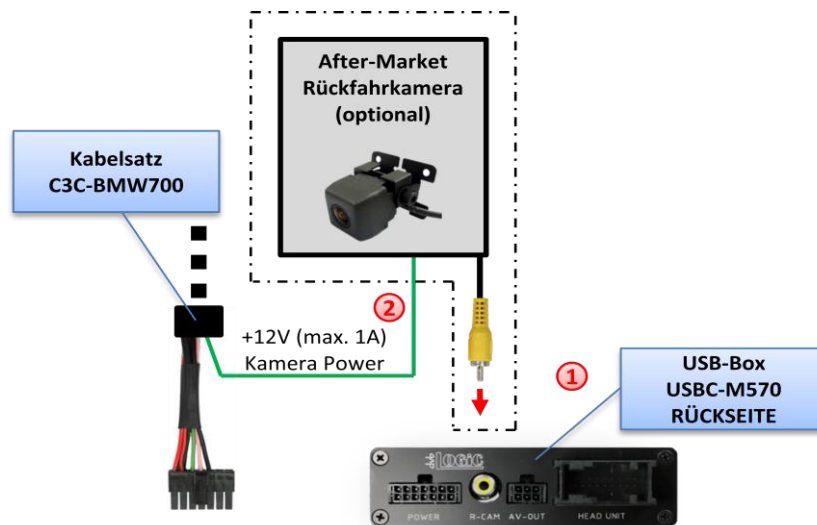 After-Market
Rückfahrkamera
(optional)
Kabelsatz
C3C-BMW700
2
+12V (max. 1A)
Kamera Power
1
USB-Box
USBC-M570
RÜCKSEITE
dvb LOGiC
POWER R-CAM AV-OUT HEAD UNIT